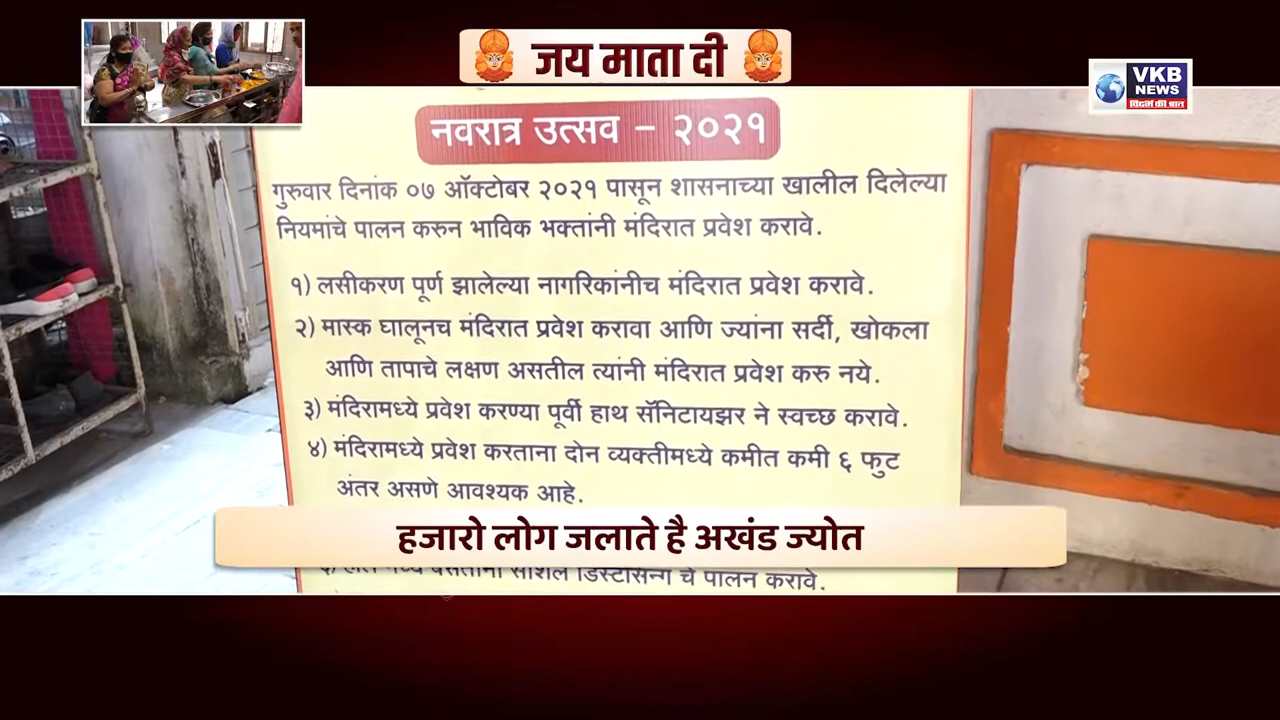 जय माता दी
VKB
NEWS
विदर्भ की बात
नवरात्र उत्सव – २०२१
गुरुवार दिनांक ०७ ऑक्टोबर २०२१ पासून शासनाच्या खालील दिलेल्या
नियमांचे पालन करुन भाविक भक्तांनी मंदिरात प्रवेश करावे.
१) लसीकरण पूर्ण झालेल्या नागरिकांनीच मंदिरात प्रवेश करावे.
२) मास्क घालूनच मंदिरात प्रवेश करावा आणि ज्यांना सर्दी, खोकला
आणि तापाचे लक्षण असतील त्यांनी मंदिरात प्रवेश करु नये.
३) मंदिरामध्ये प्रवेश करण्या पूर्वी हाथ सॅनिटायझर ने स्वच्छ करावे.
४) मंदिरामध्ये प्रवेश करताना दोन व्यक्तीमध्ये कमीत कमी ६ फुट
अंतर असणे आवश्यक आहे.
हजारो लोग जलाते है अखंड ज्योत
सोशल डिस्टंसिन्ग चे पालन करावे.